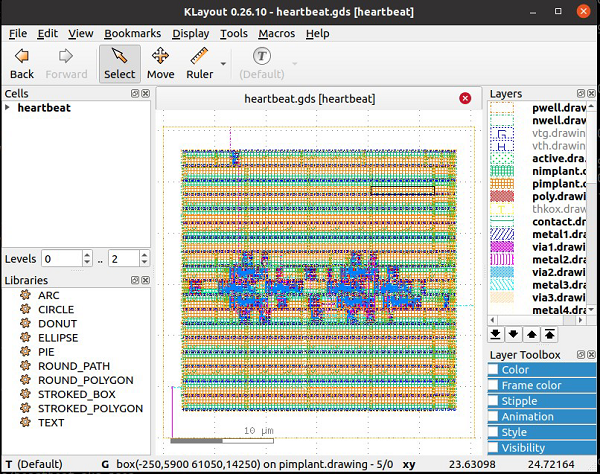 KLayout 0.26.10 - heartbeat.gds [heartbeat]
File Edit View Bookmarks Display Tools Macros Help
Back Forward Select Move Ruler T (Default)
Cells
heartbeat
Levels 0 .. 2
Libraries
ARC
CIRCLE
DONUT
ELLIPSE
PIE
ROUND_PATH
ROUND_POLYGON
STROKED_BOX
STROKED_POLYGON
TEXT
heartbeat.gds [heartbeat]
10 μm
Layers
pwell.draw
nwell.draw
vtg.drawin
vth.drawin
active.dra
nimplant.d
pimplant.d
poly.drawi
thkox.draw
contact.dr
metal1.dra
via1.drawi
metal2.dra
via2.drawi
metal3.dra
via3.drawi
metal4.dra
Layer Toolbox
Color
Frame color
Stipple
Animation
Style
Visibility
T (Default) G box(-250,5900 61050,14250) on pimplant.drawing - 5/0 xy 23.63098 24.72164